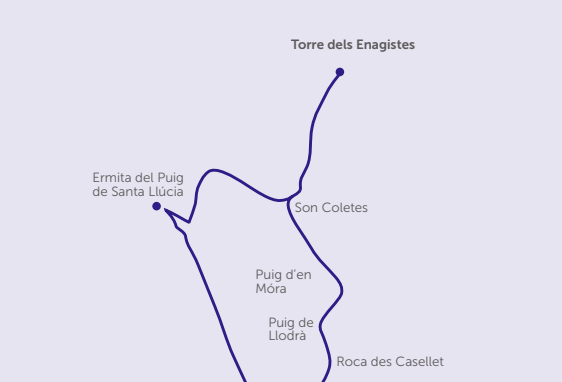 Torre dels Enagistes
Ermita del Puig
de Santa Llúcia
Son Coletes
Puig d'en
Móra
Puig de
Llodrà
Roca des Casellet